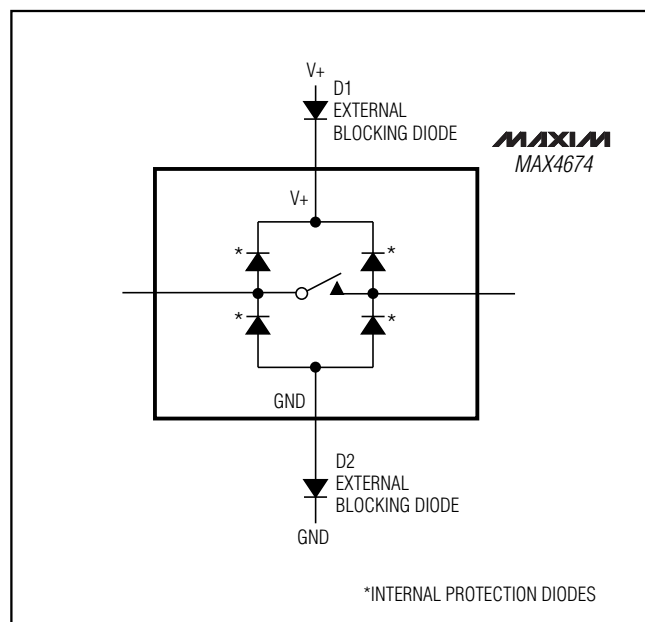 V+
D1
EXTERNAL
BLOCKING DIODE
MAXIM
MAX4674
V+
*
*
*
*
GND
D2
EXTERNAL
BLOCKING DIODE
GND
*INTERNAL PROTECTION DIODES